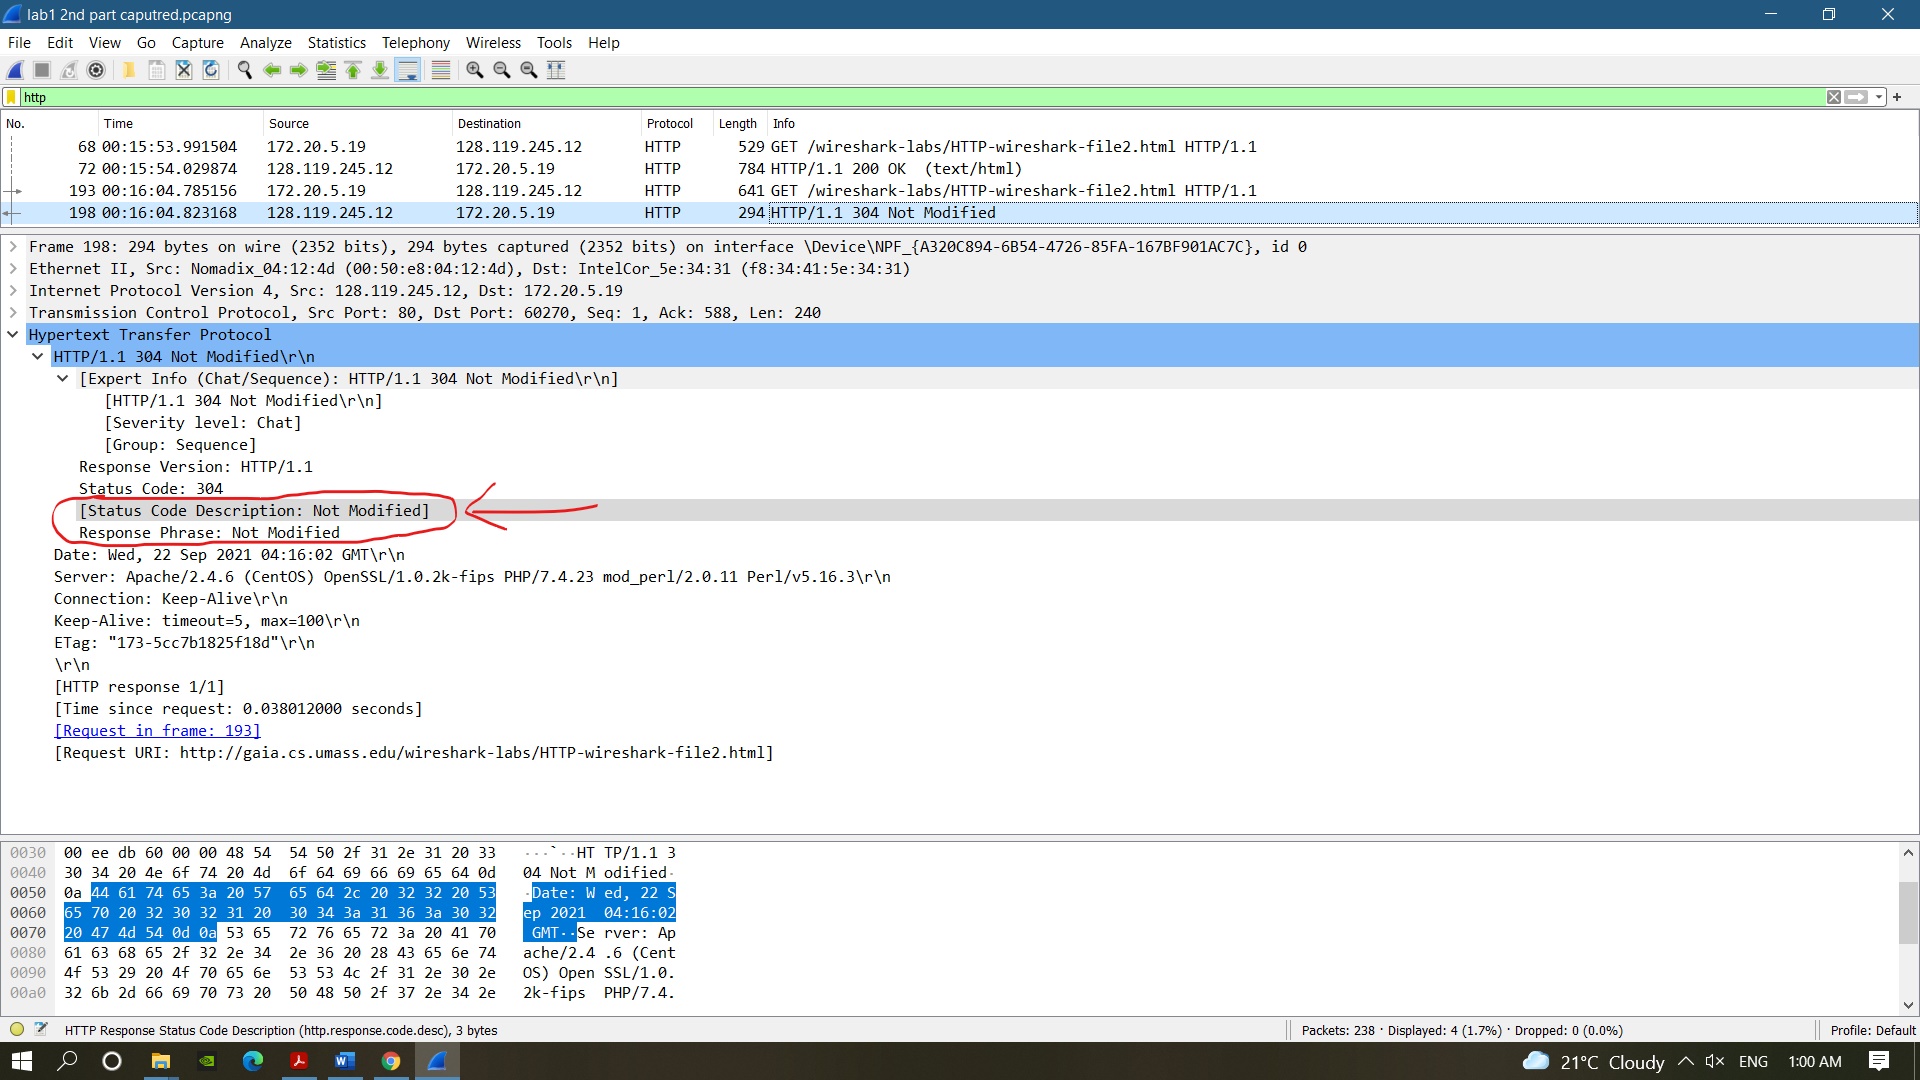 lab1 2nd part caputred.pcapng
File Edit View Go Capture Analyze Statistics Telephony Wireless Tools Help
http
No. Time Source Destination Protocol Length Info
68 00:15:53.991504 172.20.5.19 128.119.245.12 HTTP 529 GET /wireshark-labs/HTTP-wireshark-file2.html HTTP/1.1
72 00:15:54.029874 128.119.245.12 172.20.5.19 HTTP 784 HTTP/1.1 200 OK (text/html)
193 00:16:04.785156 172.20.5.19 128.119.245.12 HTTP 641 GET /wireshark-labs/HTTP-wireshark-file2.html HTTP/1.1
198 00:16:04.823168 128.119.245.12 172.20.5.19 HTTP 294 HTTP/1.1 304 Not Modified
Frame 198: 294 bytes on wire (2352 bits), 294 bytes captured (2352 bits) on interface \Device\NPF_{A320C894-6B54-4726-85FA-167BF901AC7C}, id 0
Ethernet II, Src: Nomadix_04:12:4d (00:50:e8:04:12:4d), Dst: IntelCor_5e:34:31 (f8:34:41:5e:34:31)
Internet Protocol Version 4, Src: 128.119.245.12, Dst: 172.20.5.19
Transmission Control Protocol, Src Port: 80, Dst Port: 60270, Seq: 1, Ack: 588, Len: 240
Hypertext Transfer Protocol
HTTP/1.1 304 Not Modified\r\n
[Expert Info (Chat/Sequence): HTTP/1.1 304 Not Modified\r\n]
[HTTP/1.1 304 Not Modified\r\n]
[Severity level: Chat]
[Group: Sequence]
Response Version: HTTP/1.1
Status Code: 304
[Status Code Description: Not Modified]
Response Phrase: Not Modified
Date: Wed, 22 Sep 2021 04:16:02 GMT\r\n
Server: Apache/2.4.6 (CentOS) OpenSSL/1.0.2k-fips PHP/7.4.23 mod_perl/2.0.11 Perl/v5.16.3\r\n
Connection: Keep-Alive\r\n
Keep-Alive: timeout=5, max=100\r\n
ETag: "173-5cc7b1825f18d"\r\n
\r\n
[HTTP response 1/1]
[Time since request: 0.038012000 seconds]
[Request in frame: 193]
[Request URI: http://gaia.cs.umass.edu/wireshark-labs/HTTP-wireshark-file2.html]
0030 00 ee db 60 00 00 48 54 54 50 2f 31 2e 31 20 33 ···`··HT TP/1.1 3
0040 30 34 20 4e 6f 74 20 4d 6f 64 69 66 69 65 64 0d 04 Not M odified·
0050 0a 44 61 74 65 3a 20 57 65 64 2c 20 32 32 20 53 ·Date: W ed, 22 S
0060 65 70 20 32 30 32 31 20 30 34 3a 31 36 3a 30 32 ep 2021 04:16:02
0070 20 47 4d 54 0d 0a 53 65 72 76 65 72 3a 20 41 70 GMT··Se rver: Ap
0080 61 63 68 65 2f 32 2e 34 2e 36 20 28 43 65 6e 74 ache/2.4 .6 (Cent
0090 4f 53 29 20 4f 70 65 6e 53 53 4c 2f 31 2e 30 2e OS) Open SSL/1.0.
00a0 32 6b 2d 66 69 70 73 20 50 48 50 2f 37 2e 34 2e 2k-fips PHP/7.4.
HTTP Response Status Code Description (http.response.code.desc), 3 bytes Packets: 238 · Displayed: 4 (1.7%) · Dropped: 0 (0.0%) Profile: Default
21°C Cloudy ENG 1:00 AM